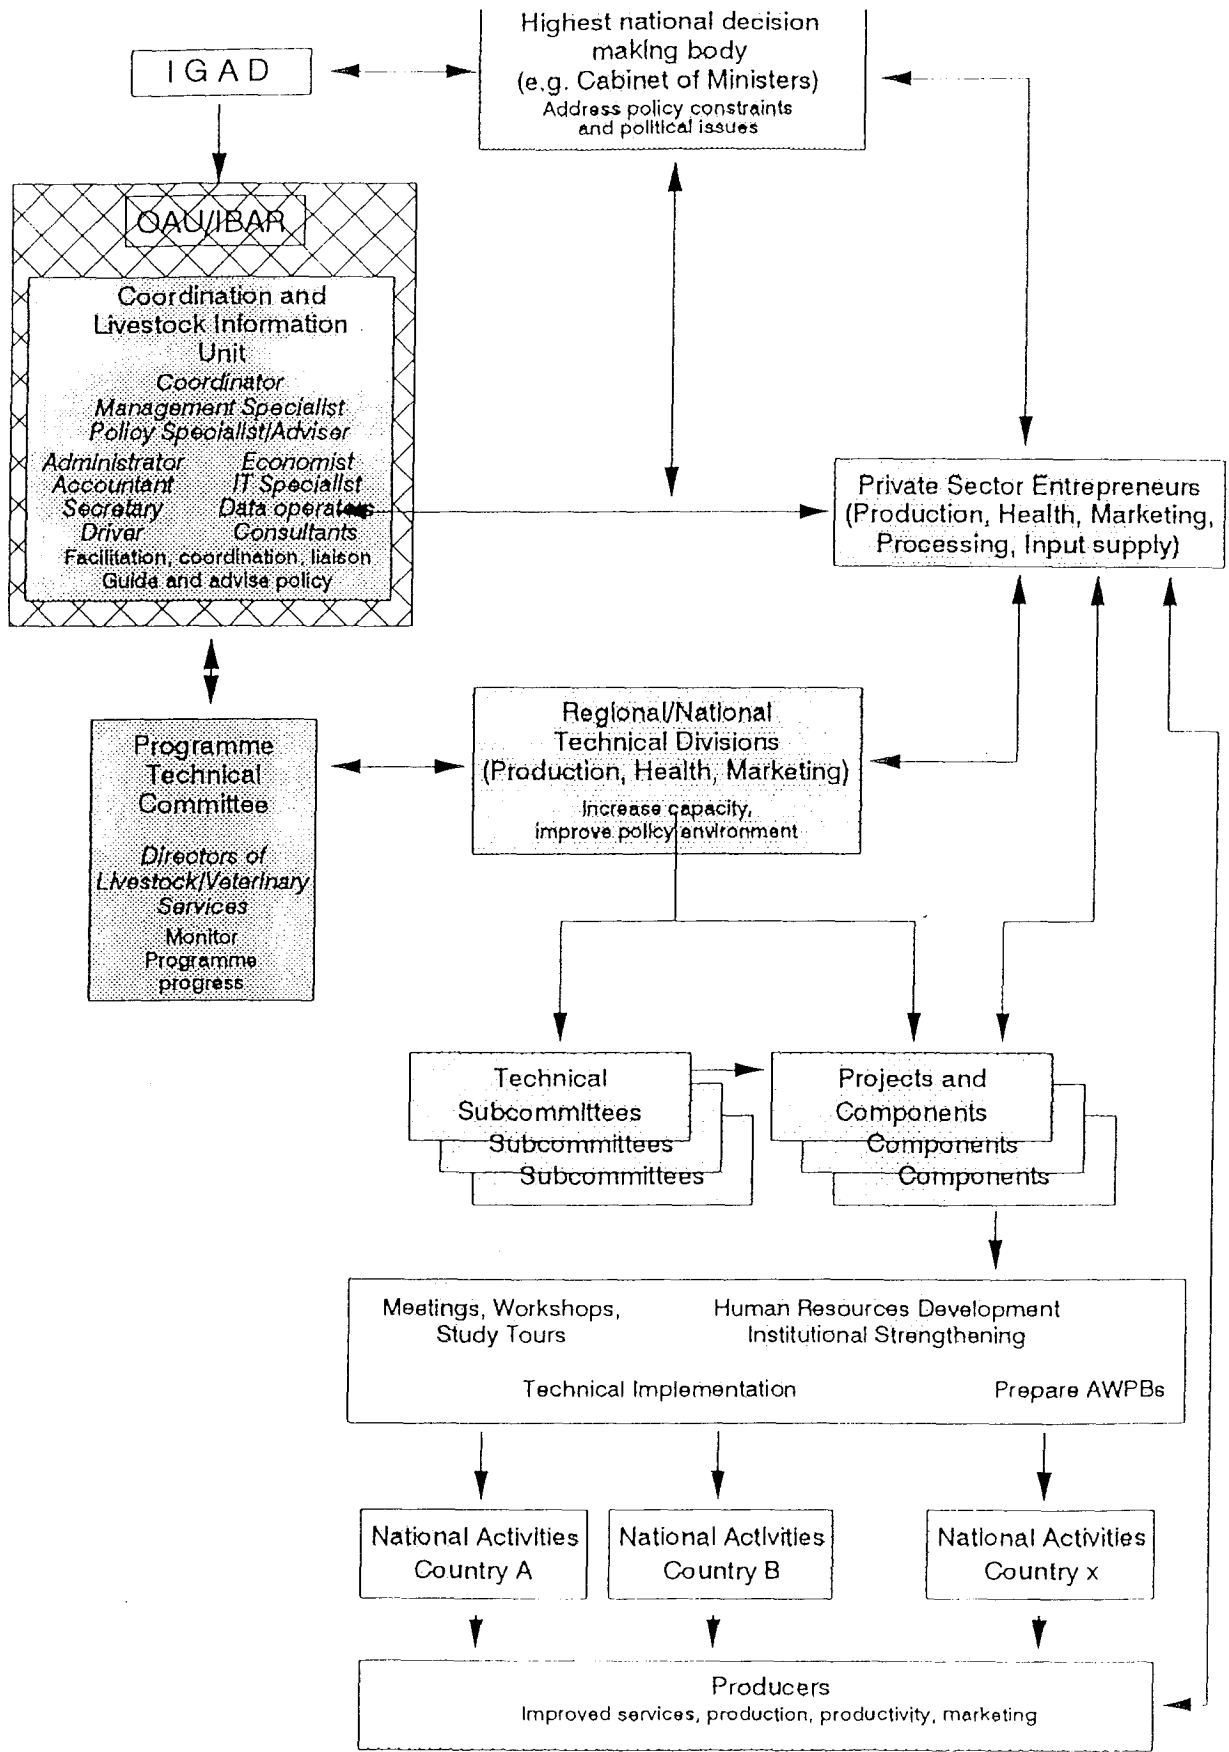 Highest national decision
making body
(e.g. Cabinet of Ministers)
Address policy constraints
and political issues
IGAD
OAU/IBAR
Coordination and
Livestock Information
Unit
Coordinator
Management Specialist
Policy Specialist/Adviser
Administrator Economist
Accountant IT Specialist
Secretary Data operators
Driver Consultants
Facilitation, coordination, liaison
Guide and advise policy
Private Sector Entrepreneurs
(Production, Health, Marketing,
Processing, Input supply)
Programme
Technical
Committee
Directors of
Livestock/Veterinary
Services
Monitor
Programme
progress
Regional/National
Technical Divisions
(Production, Health, Marketing)
Increase capacity,
improve policy environment
Technical
Subcommittees
Subcommittees
Subcommittees
Projects and
Components
Components
Components
Meetings, Workshops,
Study Tours
Human Resources Development
Institutional Strengthening
Technical Implementation
Prepare AWPBs
National Activities
Country A
National Activities
Country B
National Activities
Country x
Producers
Improved services, production, productivity, marketing